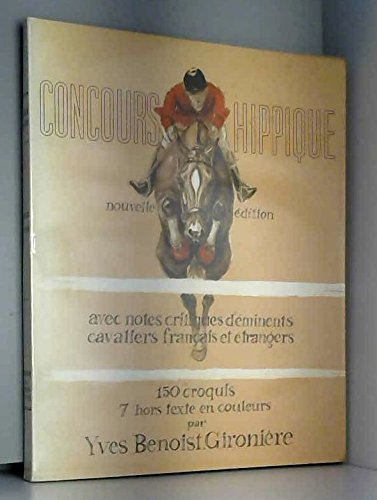 CONCOURS HIPPIQUE
nouvelle édition
avec notes critiques d'éminents
cavaliers français et étrangers
150 croquis
7 hors texte en couleurs
par
Yves Benoist.Gironière